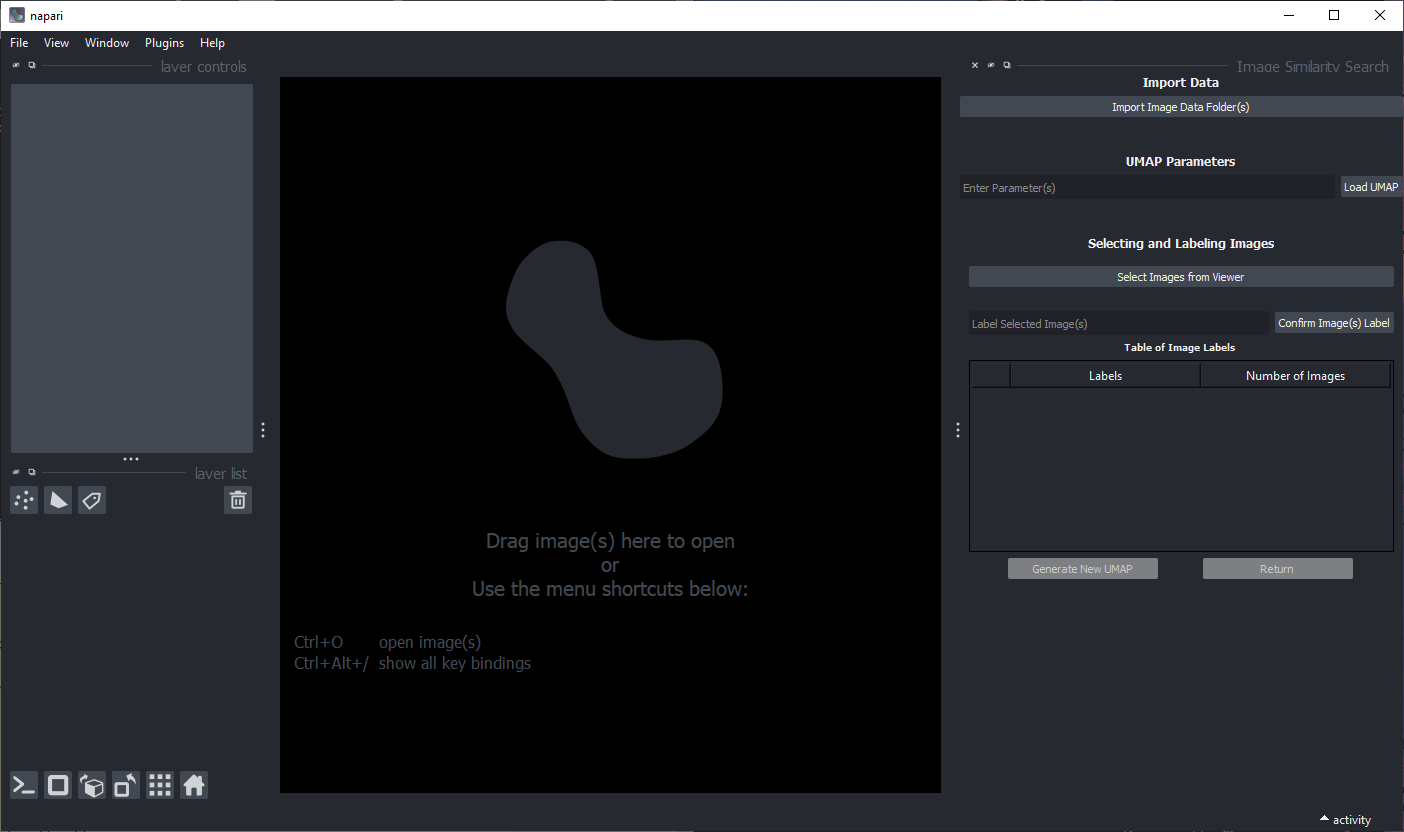 napari
File View Window Plugins Help
layer controls
layer list
Drag image(s) here to open
or
Use the menu shortcuts below:
Ctrl+O open image(s)
Ctrl+Alt+/ show all key bindings
Image Similarity Search
Import Data
Import Image Data Folder(s)
UMAP Parameters
Enter Parameter(s) Load UMAP
Selecting and Labeling Images
Select Images from Viewer
Label Selected Image(s) Confirm Image(s) Label
Table of Image Labels
Labels Number of Images
Generate New UMAP Return
activity